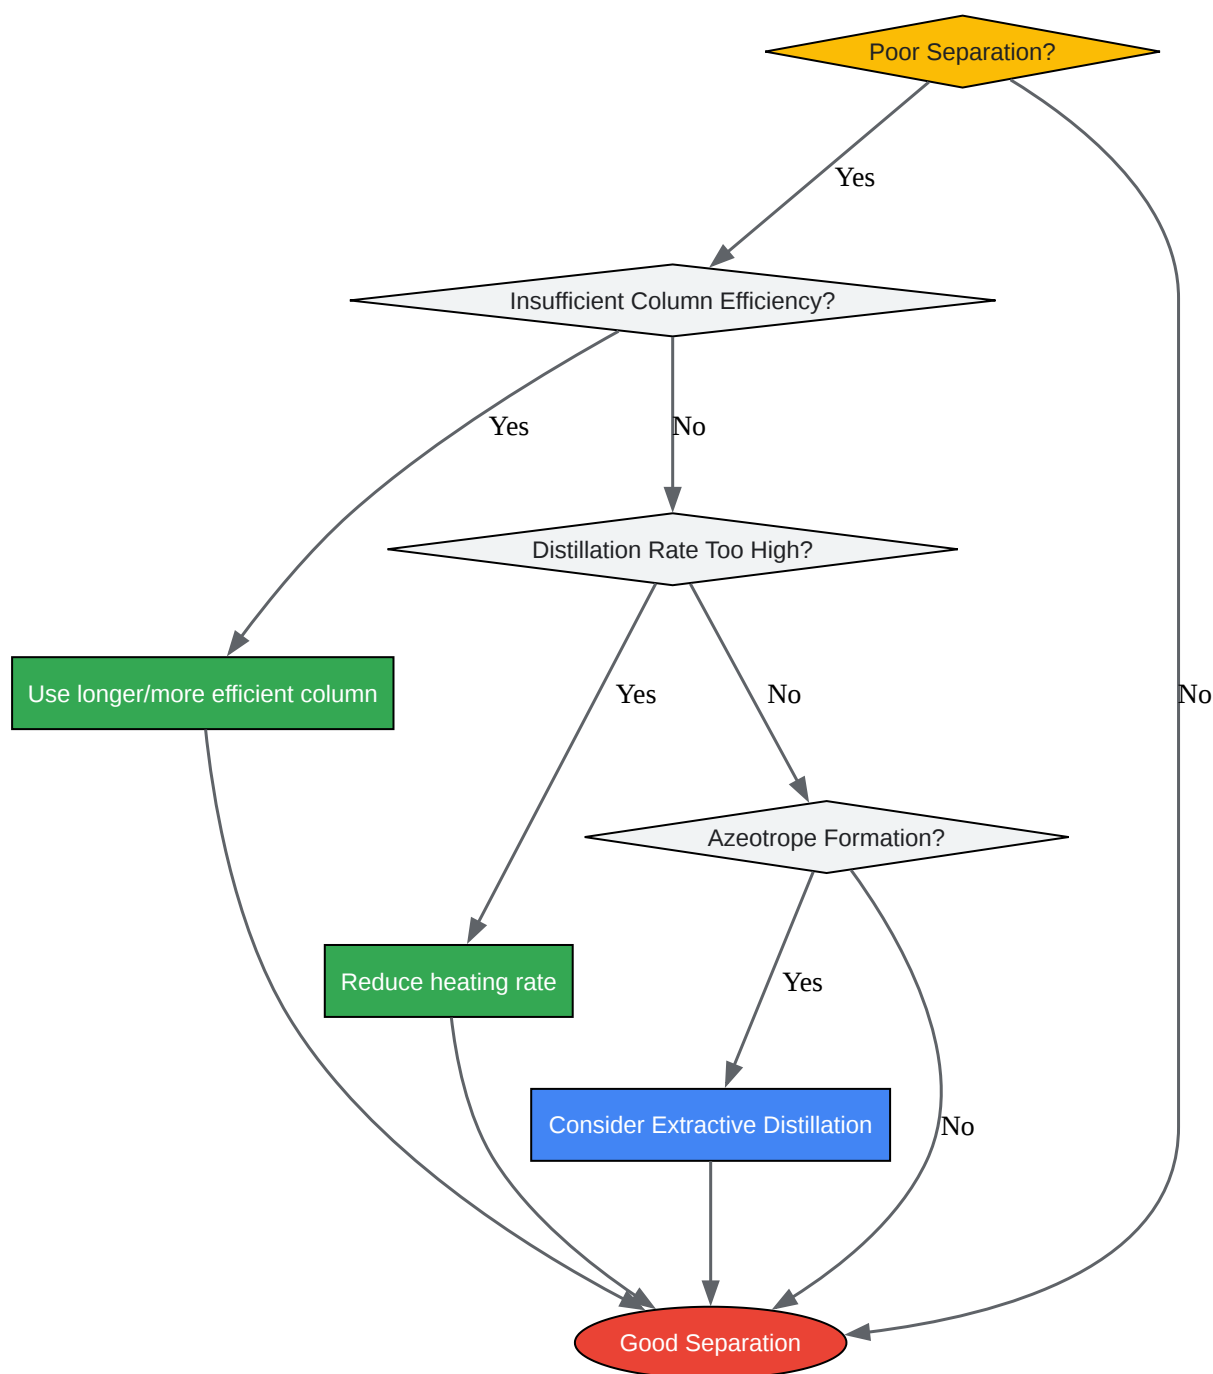 Poor Separation?
Yes
Insufficient Column Efficiency?
Yes
No
Distillation Rate Too High?
Use longer/more efficient column
Yes
No
No
Azeotrope Formation?
Reduce heating rate
Yes
Consider Extractive Distillation
No
Good Separation